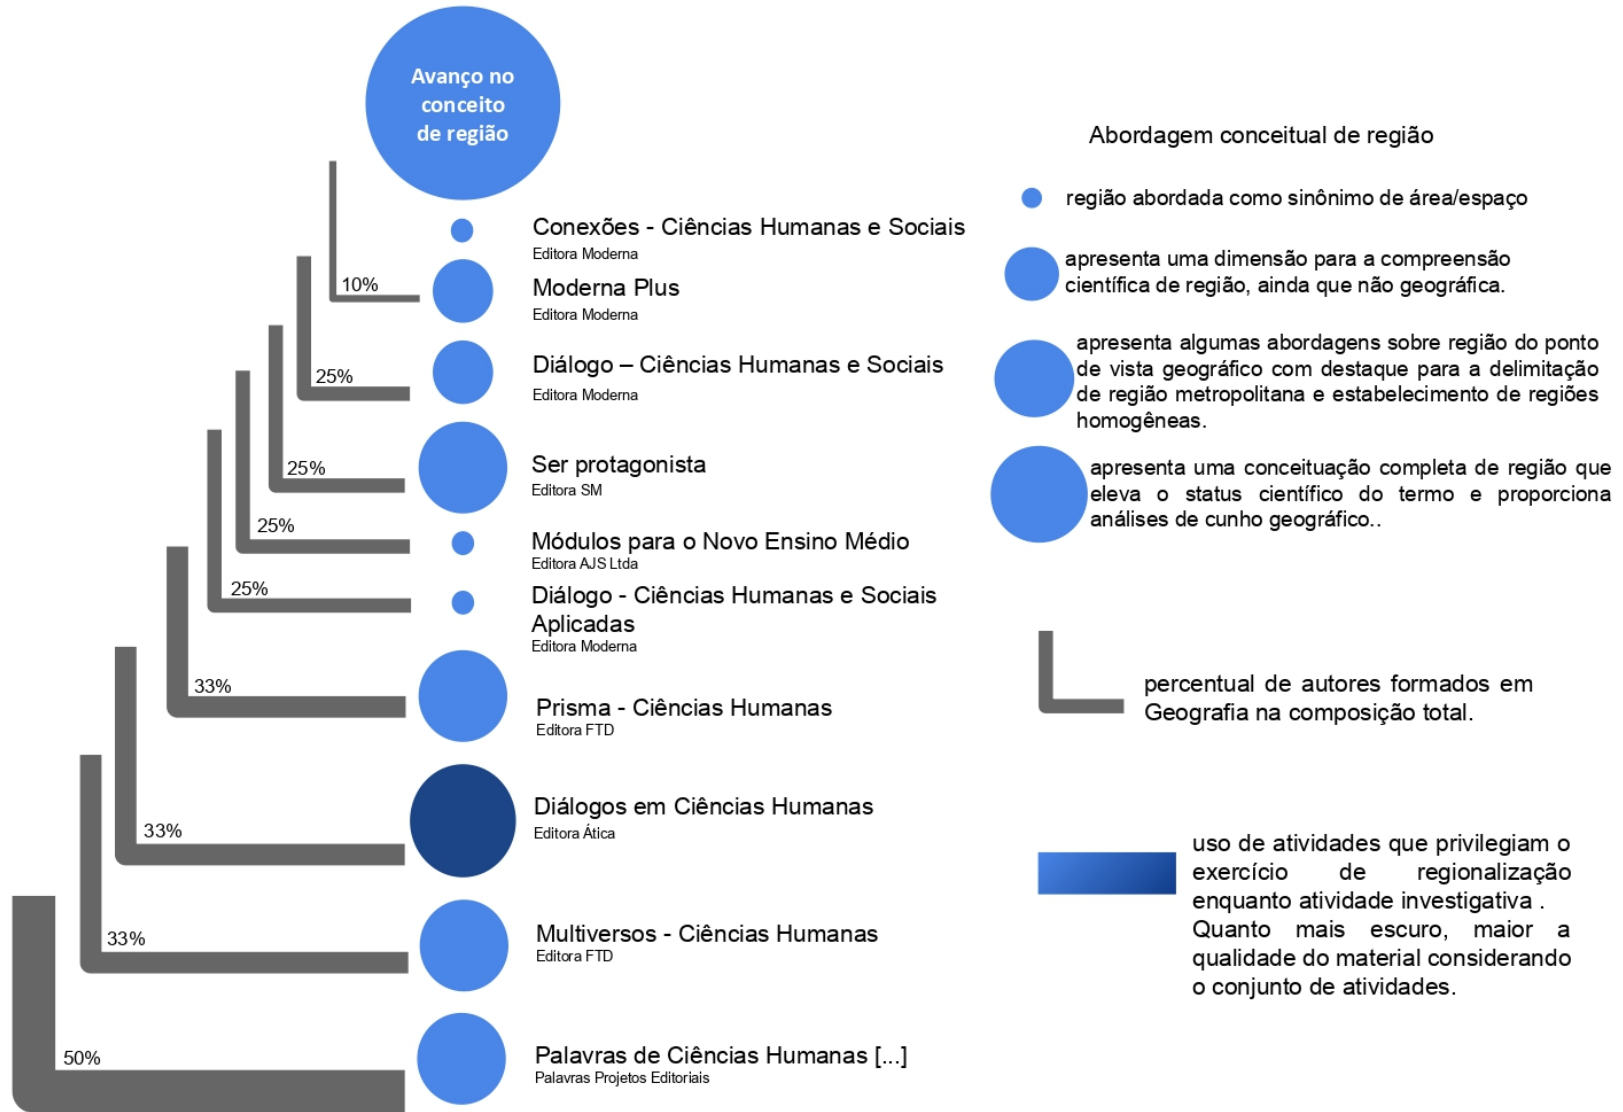 Avanço no
conceito
de região
Conexões - Ciências Humanas e Sociais
Editora Moderna
10%
Moderna Plus
Editora Moderna
25%
Diálogo – Ciências Humanas e Sociais
Editora Moderna
25%
Ser protagonista
Editora SM
25%
Módulos para o Novo Ensino Médio
Editora AJS Ltda
25%
Diálogo - Ciências Humanas e Sociais
Aplicadas
Editora Moderna
33%
Prisma - Ciências Humanas
Editora FTD
33%
Diálogos em Ciências Humanas
Editora Ática
33%
Multiversos - Ciências Humanas
Editora FTD
50%
Palavras de Ciências Humanas [...]
Palavras Projetos Editoriais
Abordagem conceitual de região
região abordada como sinônimo de área/espaço
apresenta uma dimensão para a compreensão
científica de região, ainda que não geográfica.
apresenta algumas abordagens sobre região do ponto
de vista geográfico com destaque para a delimitação
de região metropolitana e estabelecimento de regiões
homogêneas.
apresenta uma conceituação completa de região que
eleva o status científico do termo e proporciona
análises de cunho geográfico..
percentual de autores formados em
Geografia na composição total.
uso de atividades que privilegiam o
exercício de regionalização
enquanto atividade investigativa .
Quanto mais escuro, maior a
qualidade do material considerando
o conjunto de atividades.